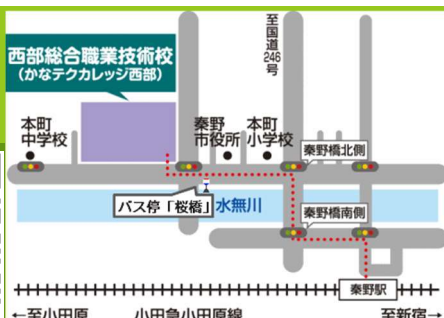 西部総合職業技術校
(かなテクカレッジ西部)
至国道
246
号
本町
中学校
秦野
市役所
本町
小学校
秦野橋北側
バス停「桜橋」
水無川
秦野橋南側
秦野駅
←至小田原
小田急小田原線
至新宿→